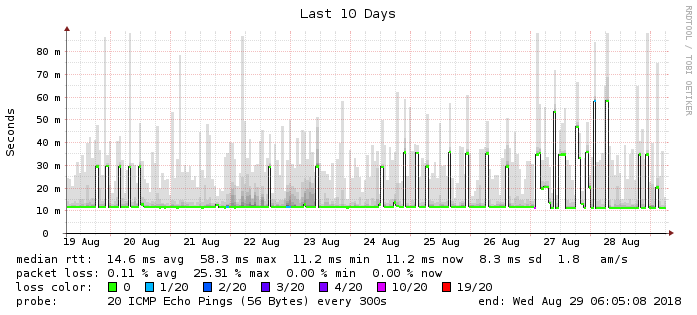 Last 10 Days
RRDTOOL / TOBI OETIKER
Seconds
80 m
70 m
60 m
50 m
40 m
30 m
20 m
10 m
0
19 Aug 20 Aug 21 Aug 22 Aug 23 Aug 24 Aug 25 Aug 26 Aug 27 Aug 28 Aug
median rtt: 14.6 ms avg 58.3 ms max 11.2 ms min 11.2 ms now 8.3 ms sd 1.8 am/s
packet loss: 0.11 % avg 25.31 % max 0.00 % min 0.00 % now
loss color: 0 1/20 2/20 3/20 4/20 10/20 19/20
probe: 20 ICMP Echo Pings (56 Bytes) every 300s end: Wed Aug 29 06:05:08 2018